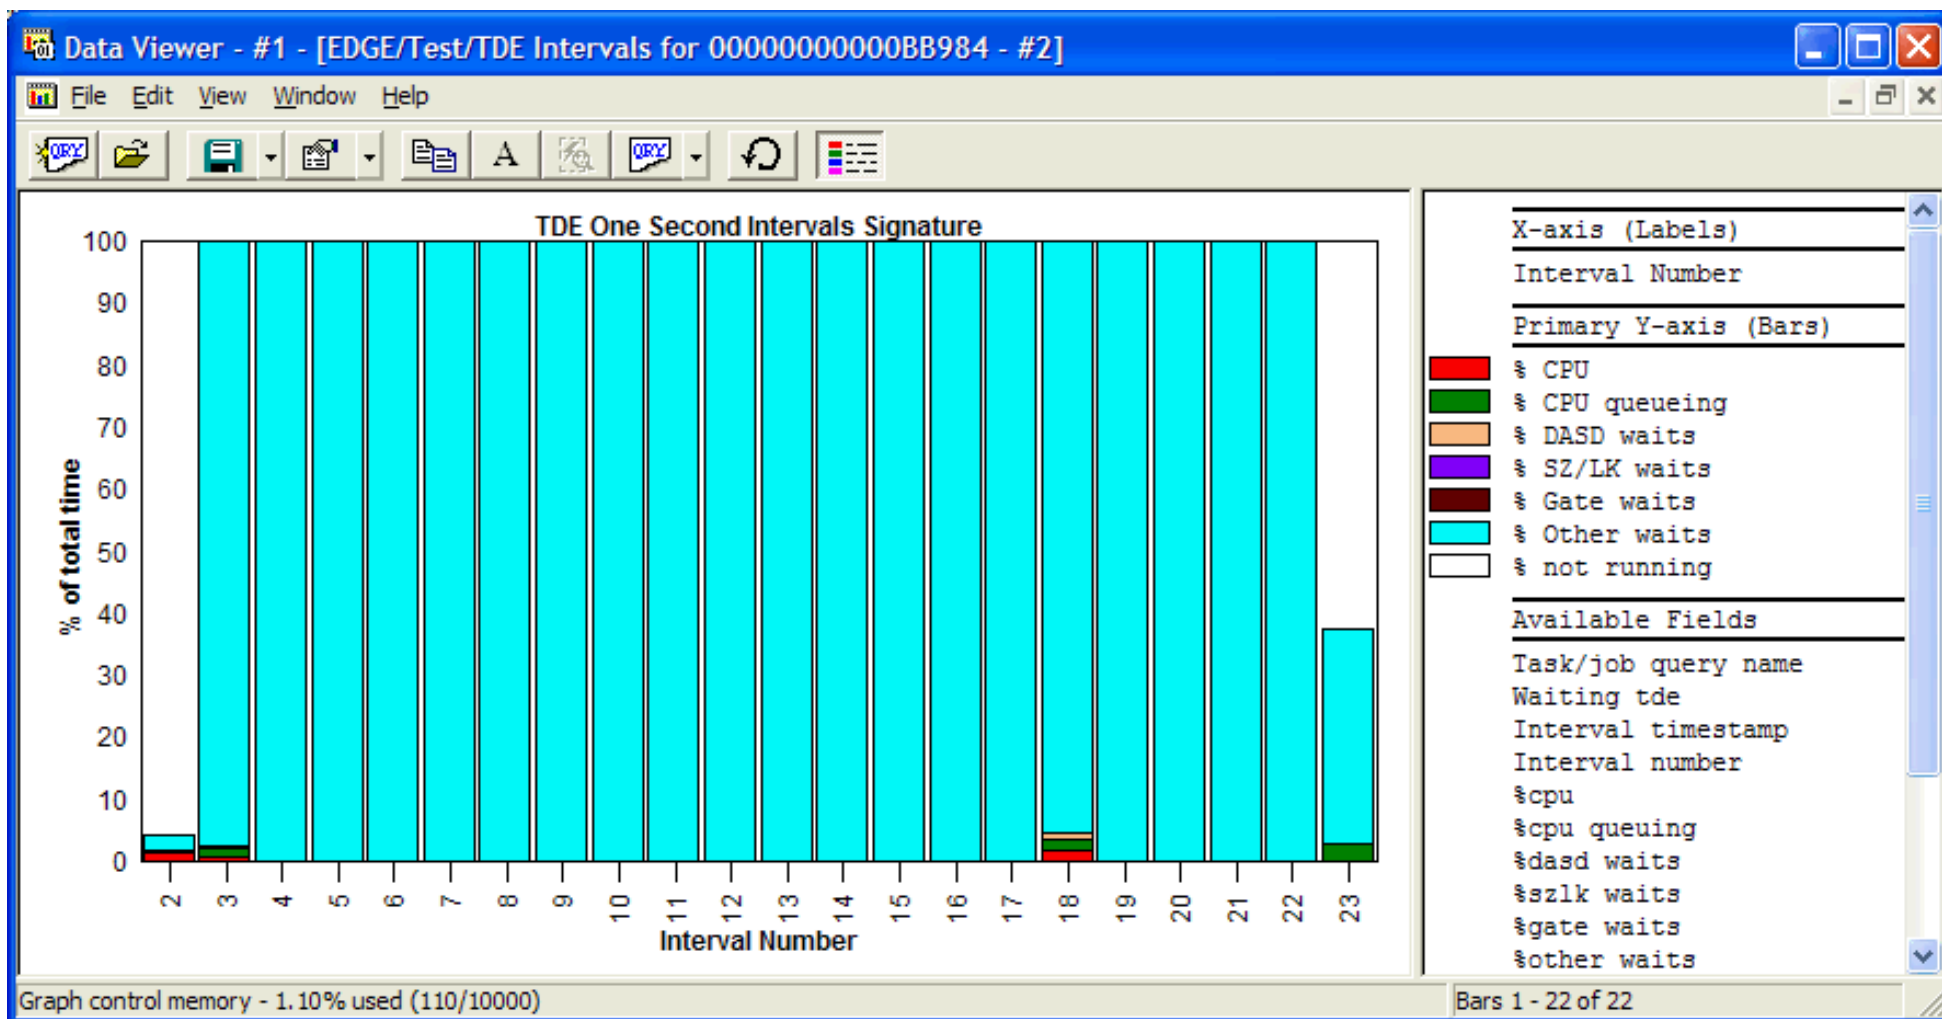 Data Viewer - #1 - [EDGE/Test/TDE Intervals for 00000000000BB984 - #2]
File Edit View Window Help
QRY A QRY
TDE One Second Intervals Signature
100
90
80
70
60
50
40
30
20
10
0
% of total time
2 3 4 5 6 7 8 9 10 11 12 13 14 15 16 17 18 19 20 21 22 23
Interval Number
X-axis (Labels)
Interval Number
Primary Y-axis (Bars)
% CPU
% CPU queueing
% DASD waits
% SZ/LK waits
% Gate waits
% Other waits
% not running
Available Fields
Task/job query name
Waiting tde
Interval timestamp
Interval number
%cpu
%cpu queuing
%dasd waits
%szlk waits
%gate waits
%other waits
Graph control memory - 1.10% used (110/10000)
Bars 1 - 22 of 22